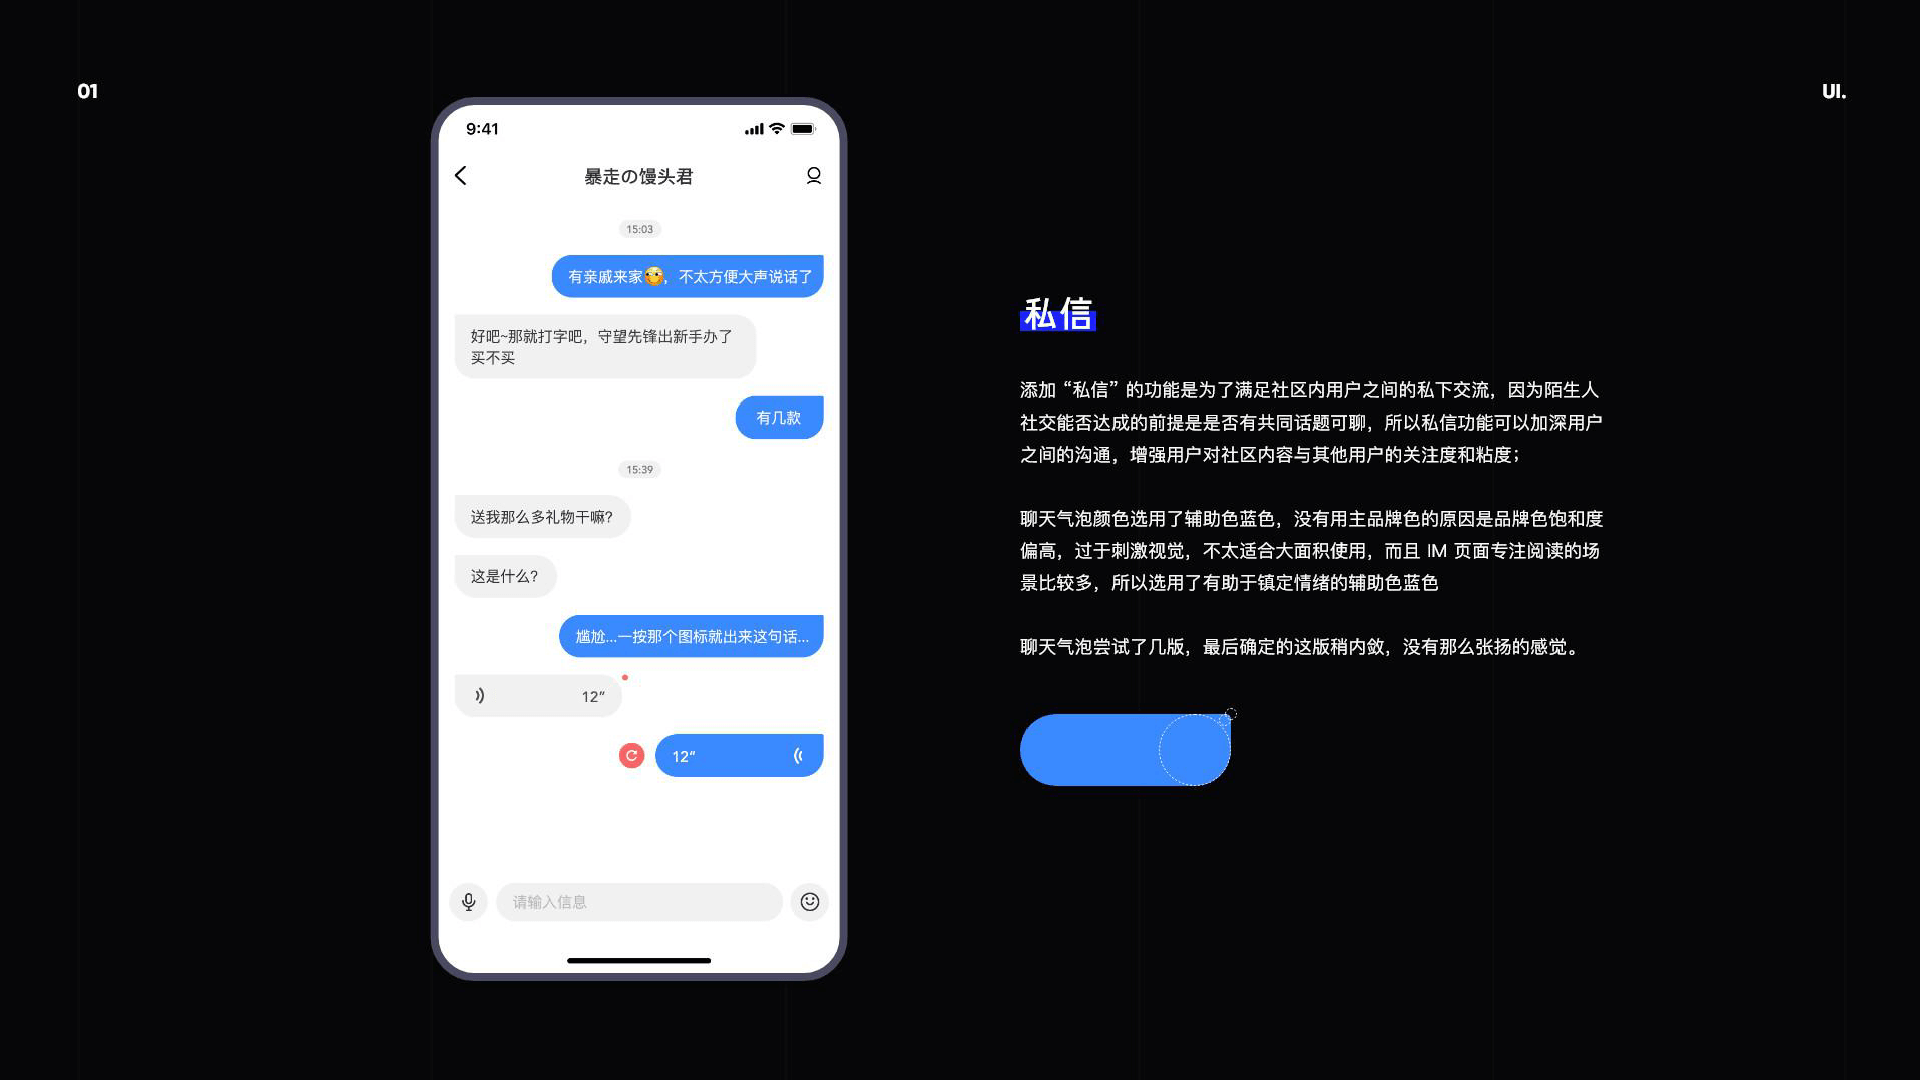 01
UI.
9:41
暴走の馒头君
15:03
有亲戚来家🤭，不太方便大声说话了
好吧~那就打字吧，守望先锋出新手办了
买不买
有几款
15:39
送我那么多礼物干嘛?
这是什么?
尴尬...一按那个图标就出来这句话...
12”
12“
请输入信息
私信
添加“私信”的功能是为了满足社区内用户之间的私下交流，因为陌生人
社交能否达成的前提是是否有共同话题可聊，所以私信功能可以加深用户
之间的沟通，增强用户对社区内容与其他用户的关注度和粘度；
聊天气泡颜色选用了辅助色蓝色，没有用主品牌色的原因是品牌色饱和度
偏高，过于刺激视觉，不太适合大面积使用，而且 IM 页面专注阅读的场
景比较多，所以选用了有助于镇定情绪的辅助色蓝色
聊天气泡尝试了几版，最后确定的这版稍内敛，没有那么张扬的感觉。